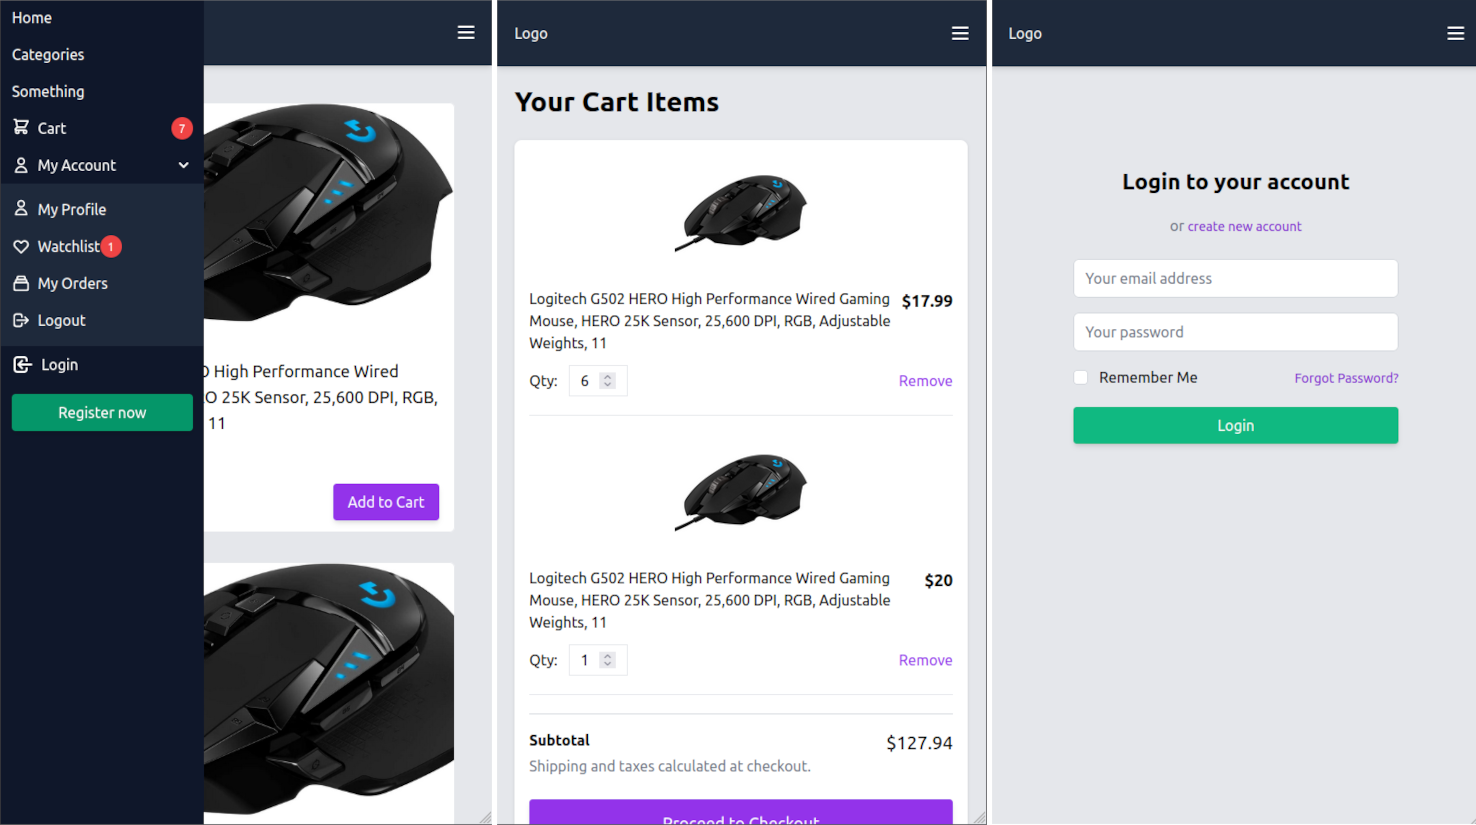 Home
Categories
Something
Cart
7
My Account
My Profile
Watchlist
1
My Orders
Logout
Login
Register now
High Performance Wired
25K Sensor, 25,600 DPI, RGB,
11
Add to Cart
Logo
Your Cart Items
Logitech G502 HERO High Performance Wired Gaming
Mouse, HERO 25K Sensor, 25,600 DPI, RGB, Adjustable
Weights, 11
$17.99
Qty: 6
Remove
Logitech G502 HERO High Performance Wired Gaming
Mouse, HERO 25K Sensor, 25,600 DPI, RGB, Adjustable
Weights, 11
$20
Qty: 1
Remove
Subtotal
$127.94
Shipping and taxes calculated at checkout.
Proceed to Checkout
Logo
Login to your account
or create new account
Your email address
Your password
Remember Me
Forgot Password?
Login